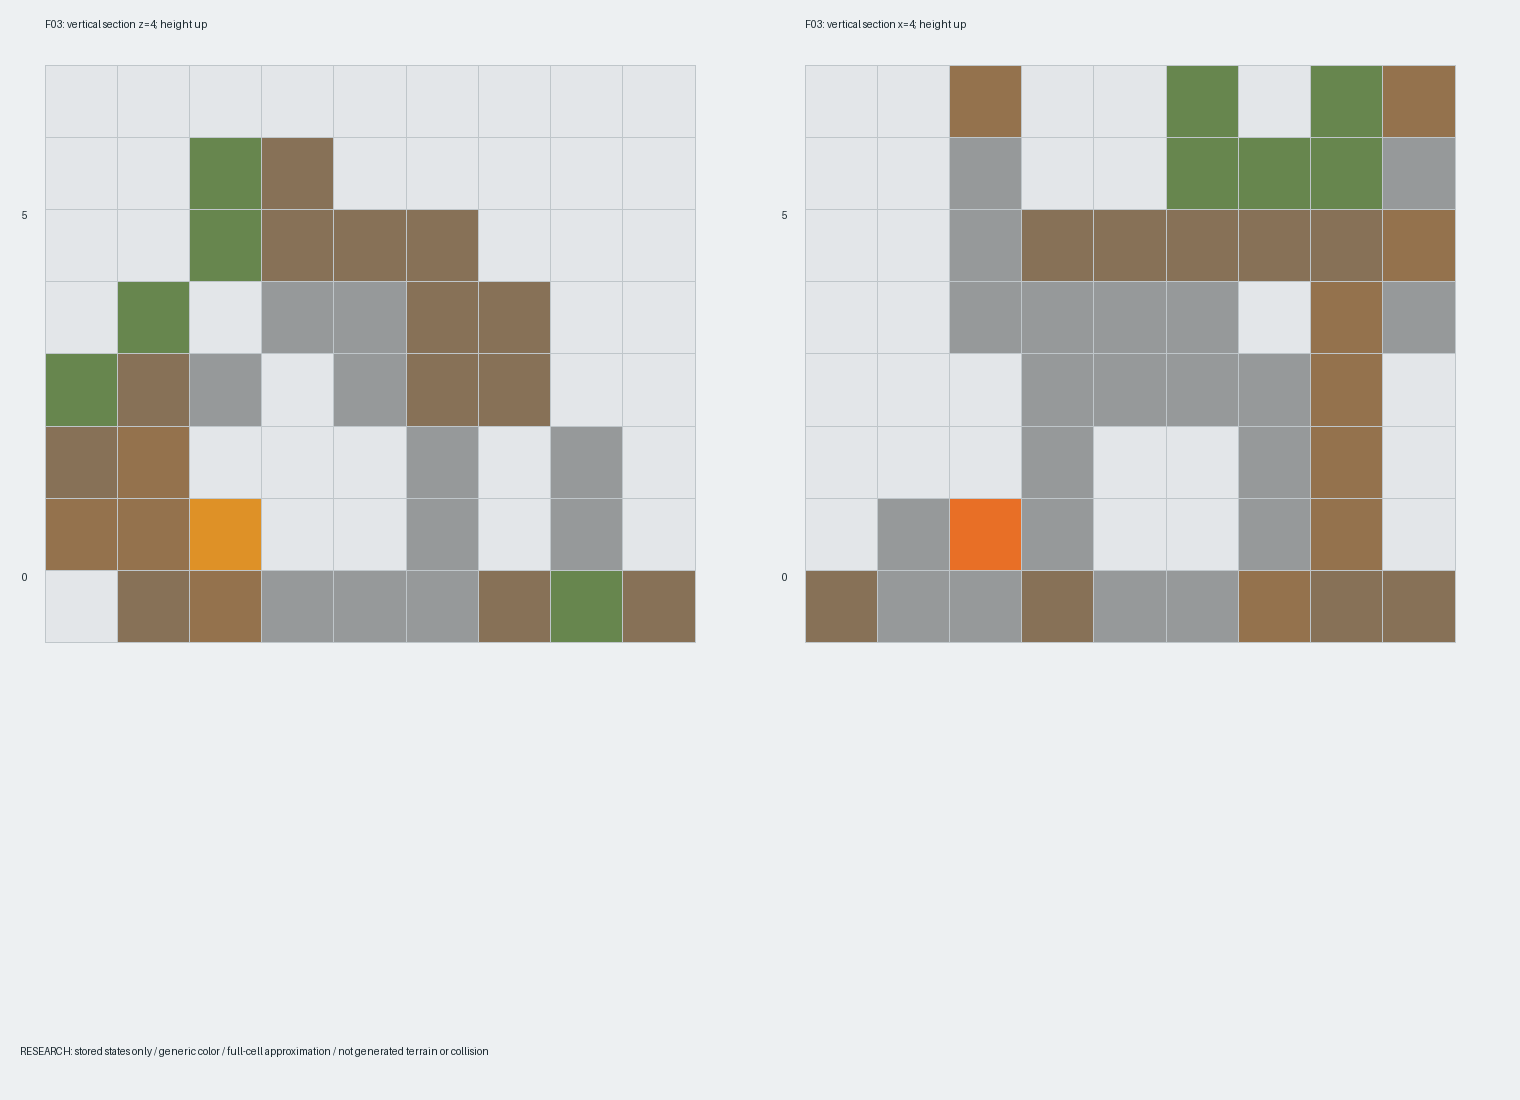 F03: vertical section z=4; height up
F03: vertical section x=4; height up
5
5
0
0
RESEARCH: stored states only / generic color / full-cell approximation / not generated terrain or collision